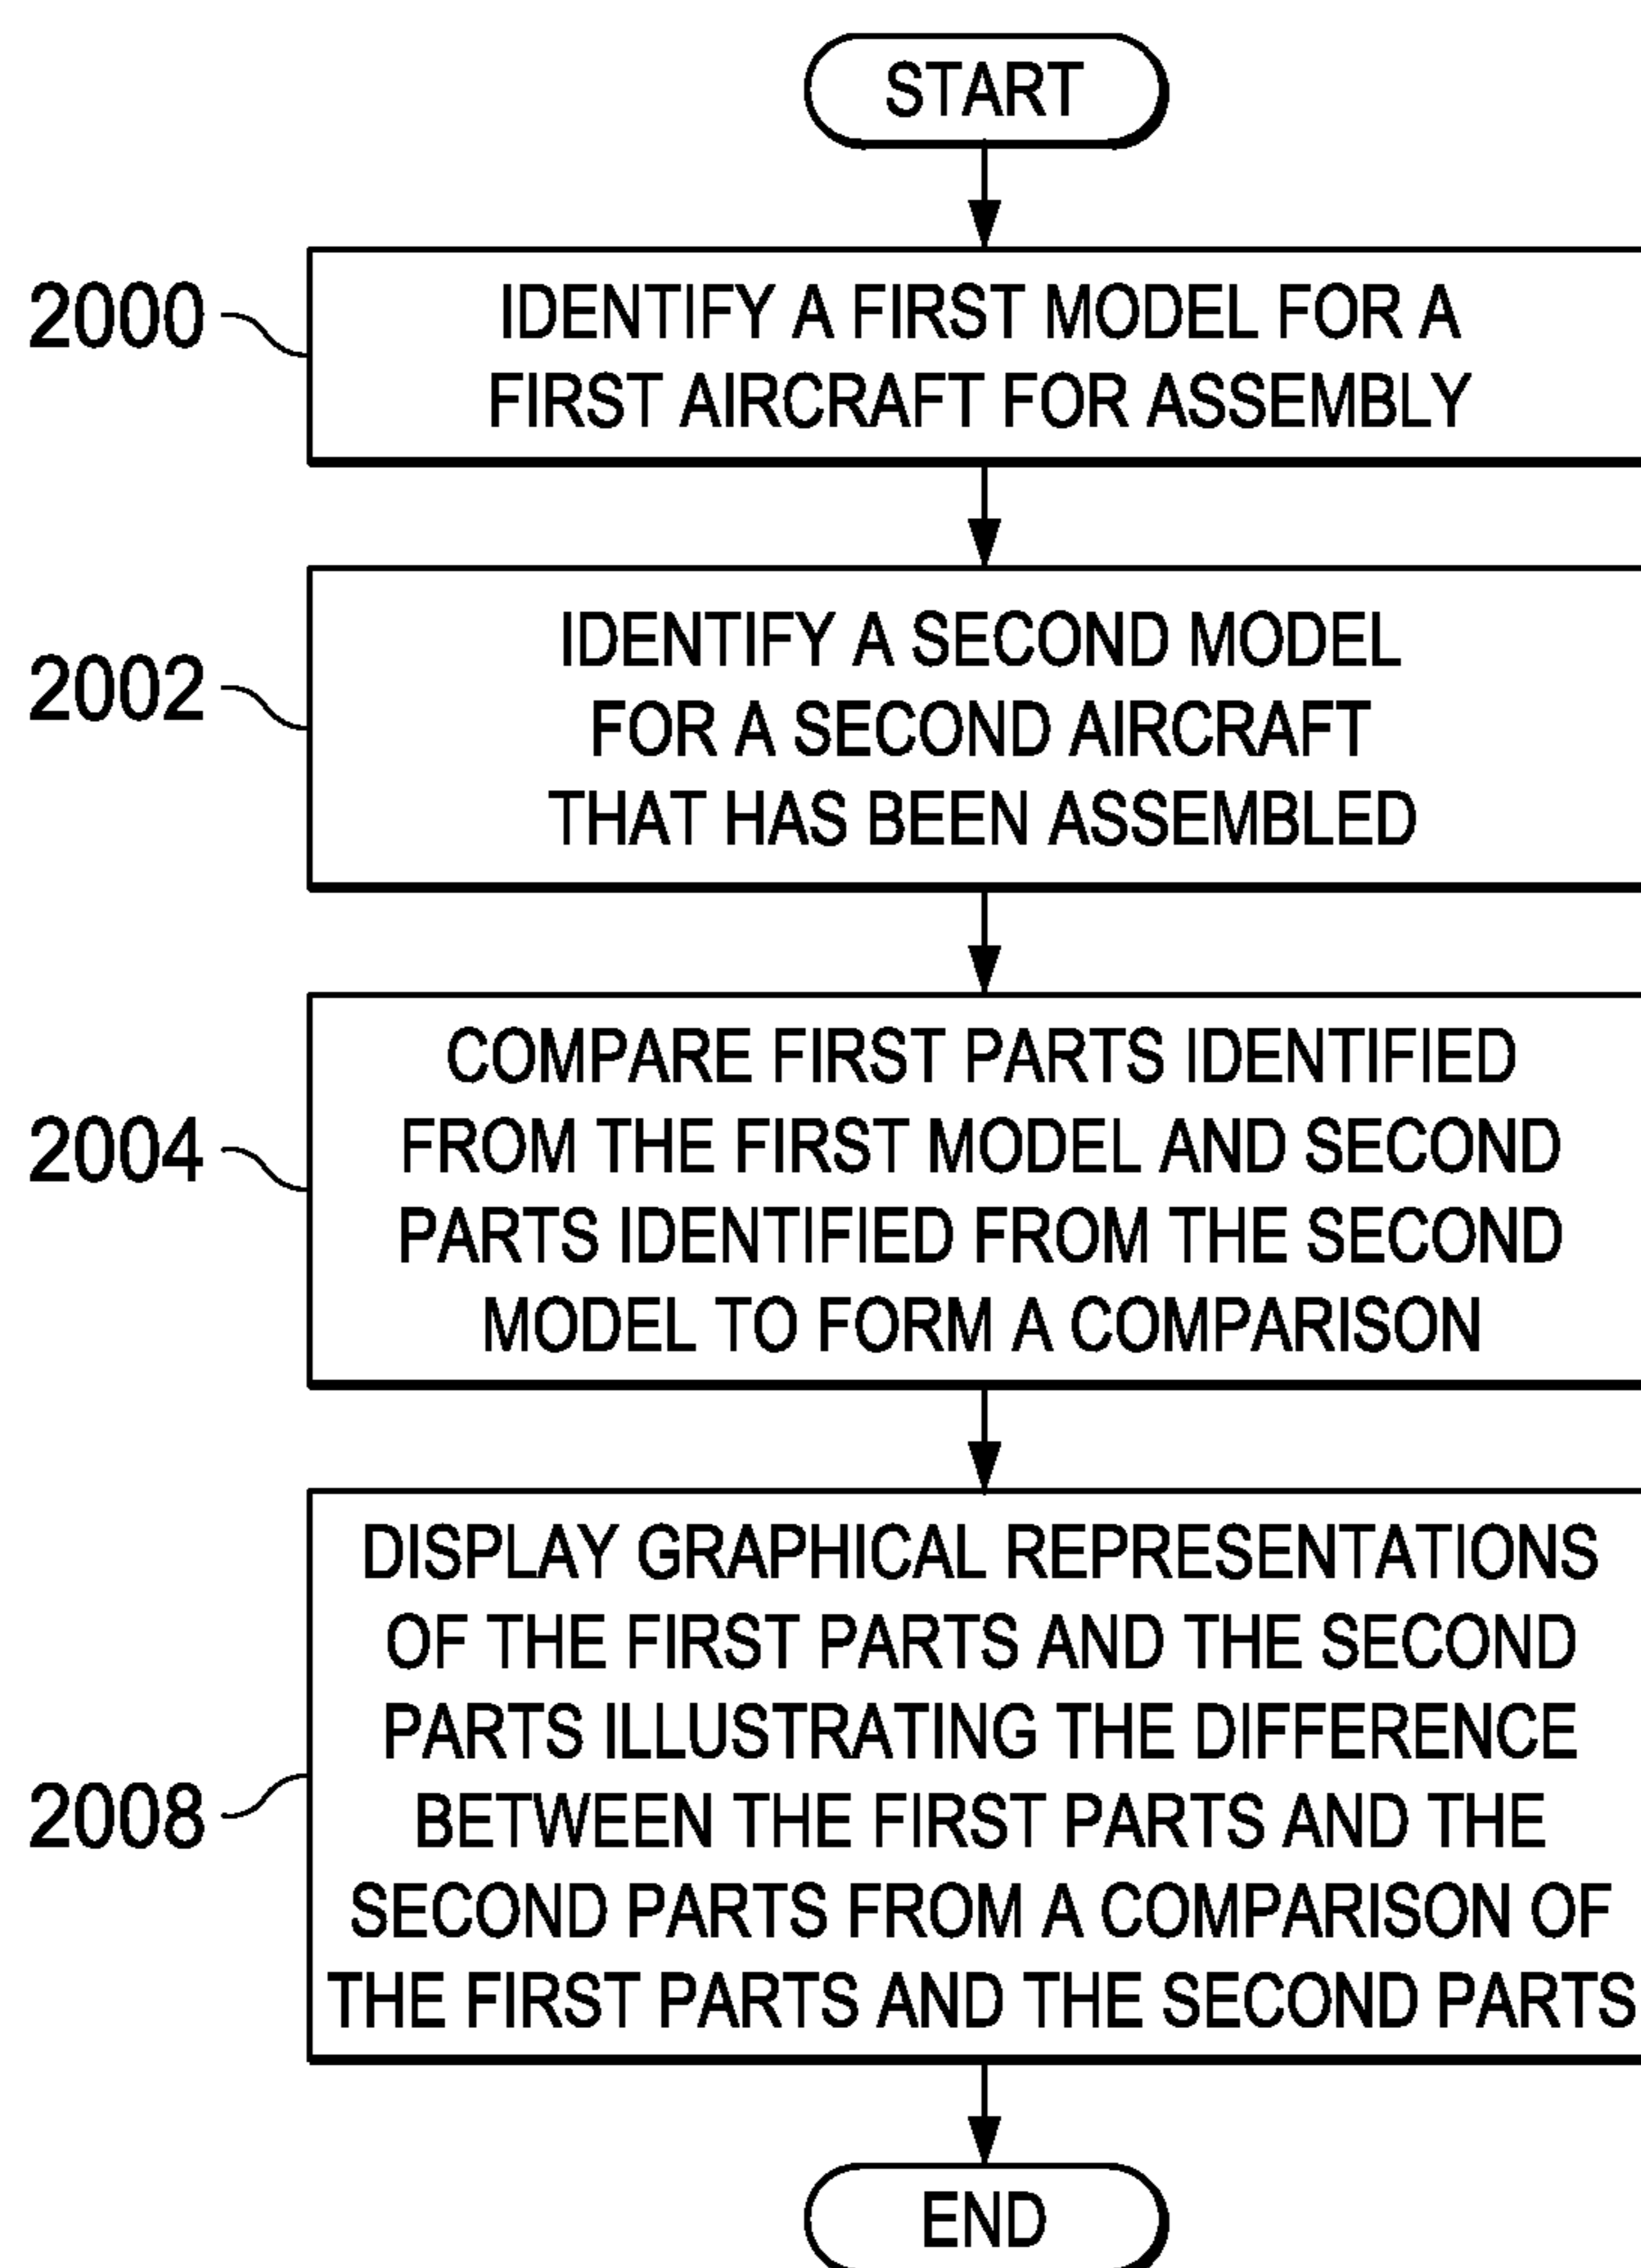 START
2000
IDENTIFY A FIRST MODEL FOR A
FIRST AIRCRAFT FOR ASSEMBLY
2002
IDENTIFY A SECOND MODEL
FOR A SECOND AIRCRAFT
THAT HAS BEEN ASSEMBLED
2004
COMPARE FIRST PARTS IDENTIFIED
FROM THE FIRST MODEL AND SECOND
PARTS IDENTIFIED FROM THE SECOND
MODEL TO FORM A COMPARISON
2008
DISPLAY GRAPHICAL REPRESENTATIONS
OF THE FIRST PARTS AND THE SECOND
PARTS ILLUSTRATING THE DIFFERENCE
BETWEEN THE FIRST PARTS AND THE
SECOND PARTS FROM A COMPARISON OF
THE FIRST PARTS AND THE SECOND PARTS
END